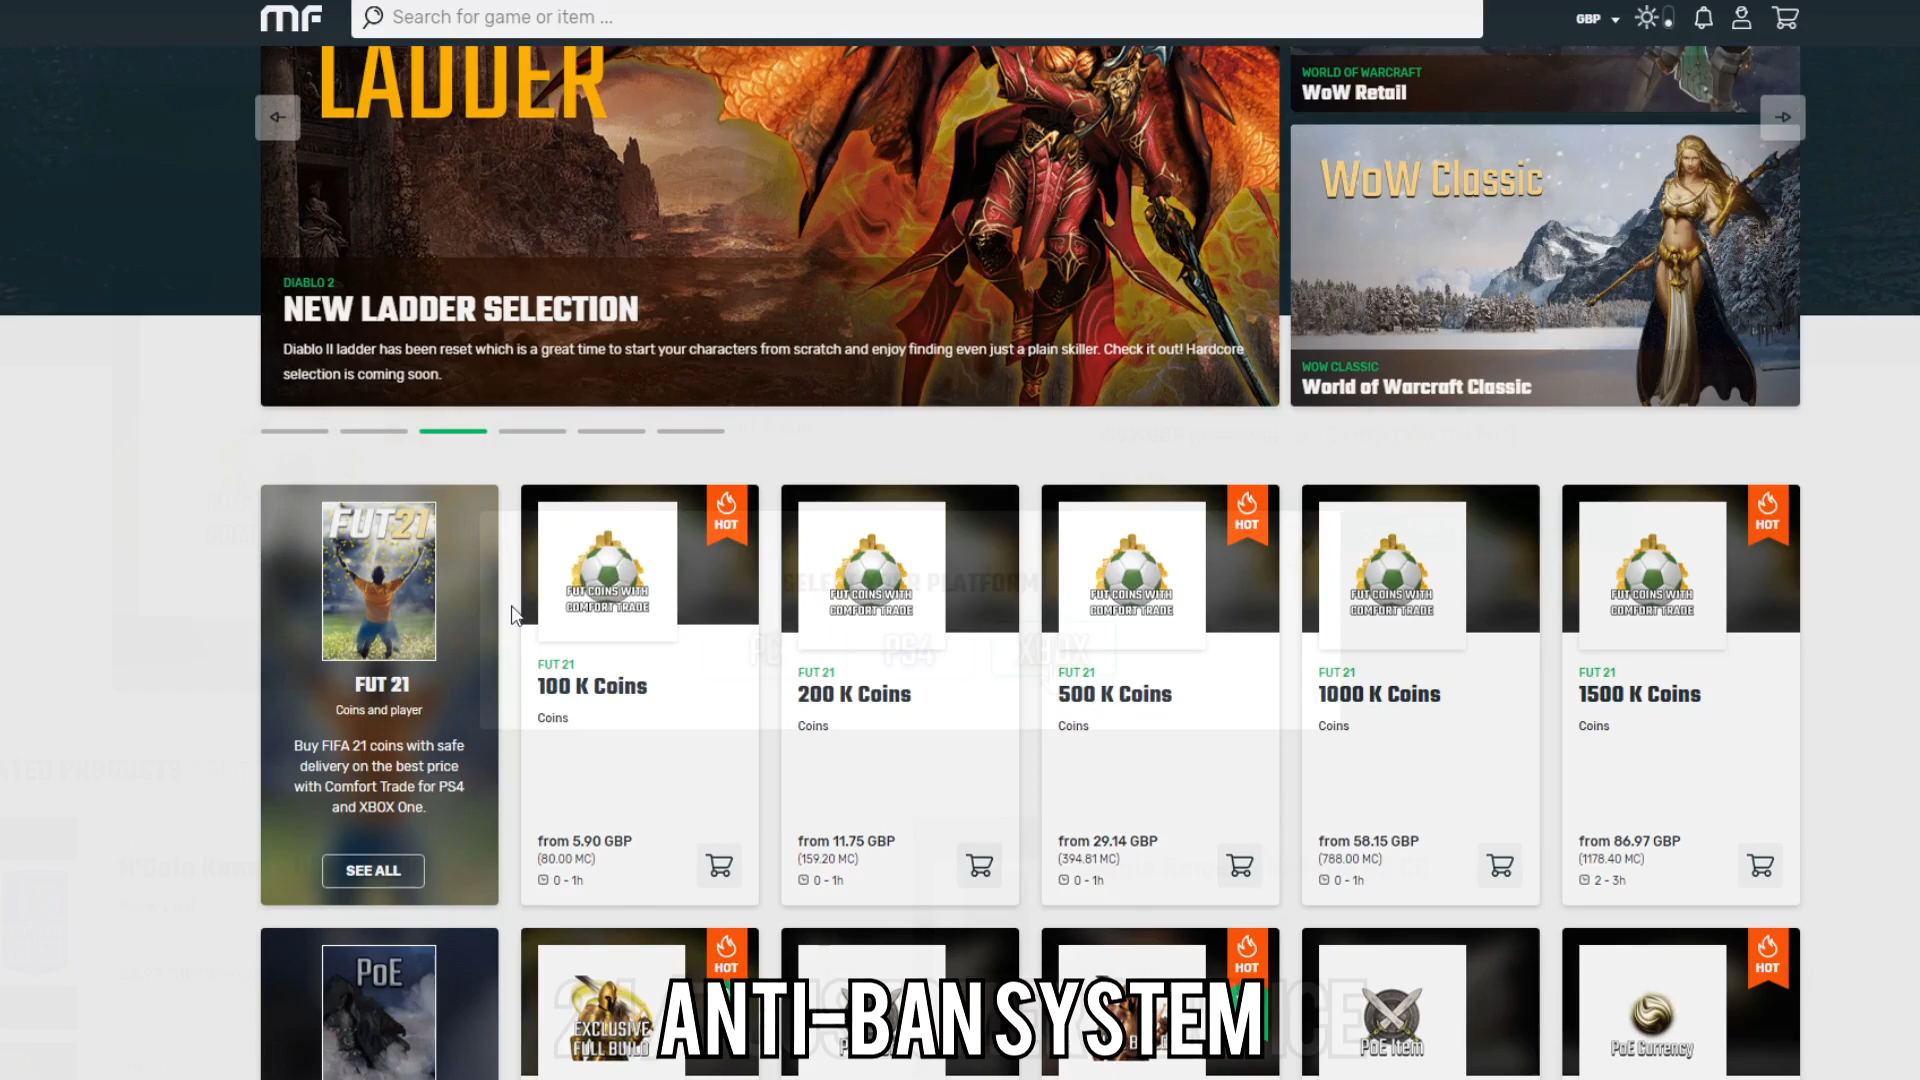 MF
Search for game or item ...
GBP
LADDER
DIABLO 2
NEW LADDER SELECTION
Diablo II ladder has been reset which is a great time to start your characters from scratch and enjoy finding even just a plain skiller. Check it out! Hardcore
selection is coming soon.
WORLD OF WARCRAFT
WoW Retail
WoW Classic
WOW CLASSIC
World of Warcraft Classic
FUT21
FUT 21
Coins and player
Buy FIFA 21 coins with safe
delivery on the best price
with Comfort Trade for PS4
and XBOX One.
SEE ALL
HOT
FUT COINS WITH
COMFORT TRADE
FUT 21
100 K Coins
Coins
from 5.90 GBP
(80.00 MC)
0 - 1h
FUT COINS WITH
COMFORT TRADE
FUT 21
200 K Coins
Coins
from 11.75 GBP
(159.20 MC)
0 - 1h
HOT
FUT COINS WITH
COMFORT TRADE
FUT 21
500 K Coins
Coins
from 29.14 GBP
(394.81 MC)
0 - 1h
FUT COINS WITH
COMFORT TRADE
FUT 21
1000 K Coins
Coins
from 58.15 GBP
(788.00 MC)
0 - 1h
HOT
FUT COINS WITH
COMFORT TRADE
FUT 21
1500 K Coins
Coins
from 86.97 GBP
(1178.40 MC)
2 - 3h
SELECT YOUR PLATFORM
PC
PS4
XBOX
PoE
HOT
EXCLUSIVE
FULL BUILD
HOT
PoE Item
HOT
PoE Currency
ANTI-BAN SYSTEM